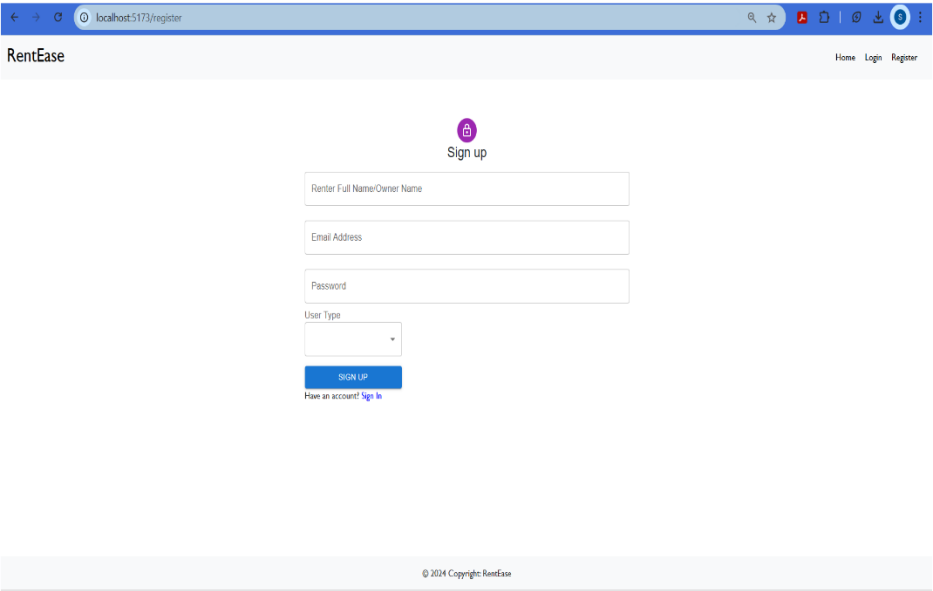 localhost:5173/register
S
RentEase
Home Login Register
Sign up
Renter Full Name/Owner Name
Email Address
Password
User Type
SIGN UP
Have an account? Sign In
© 2024 Copyright: RentEase